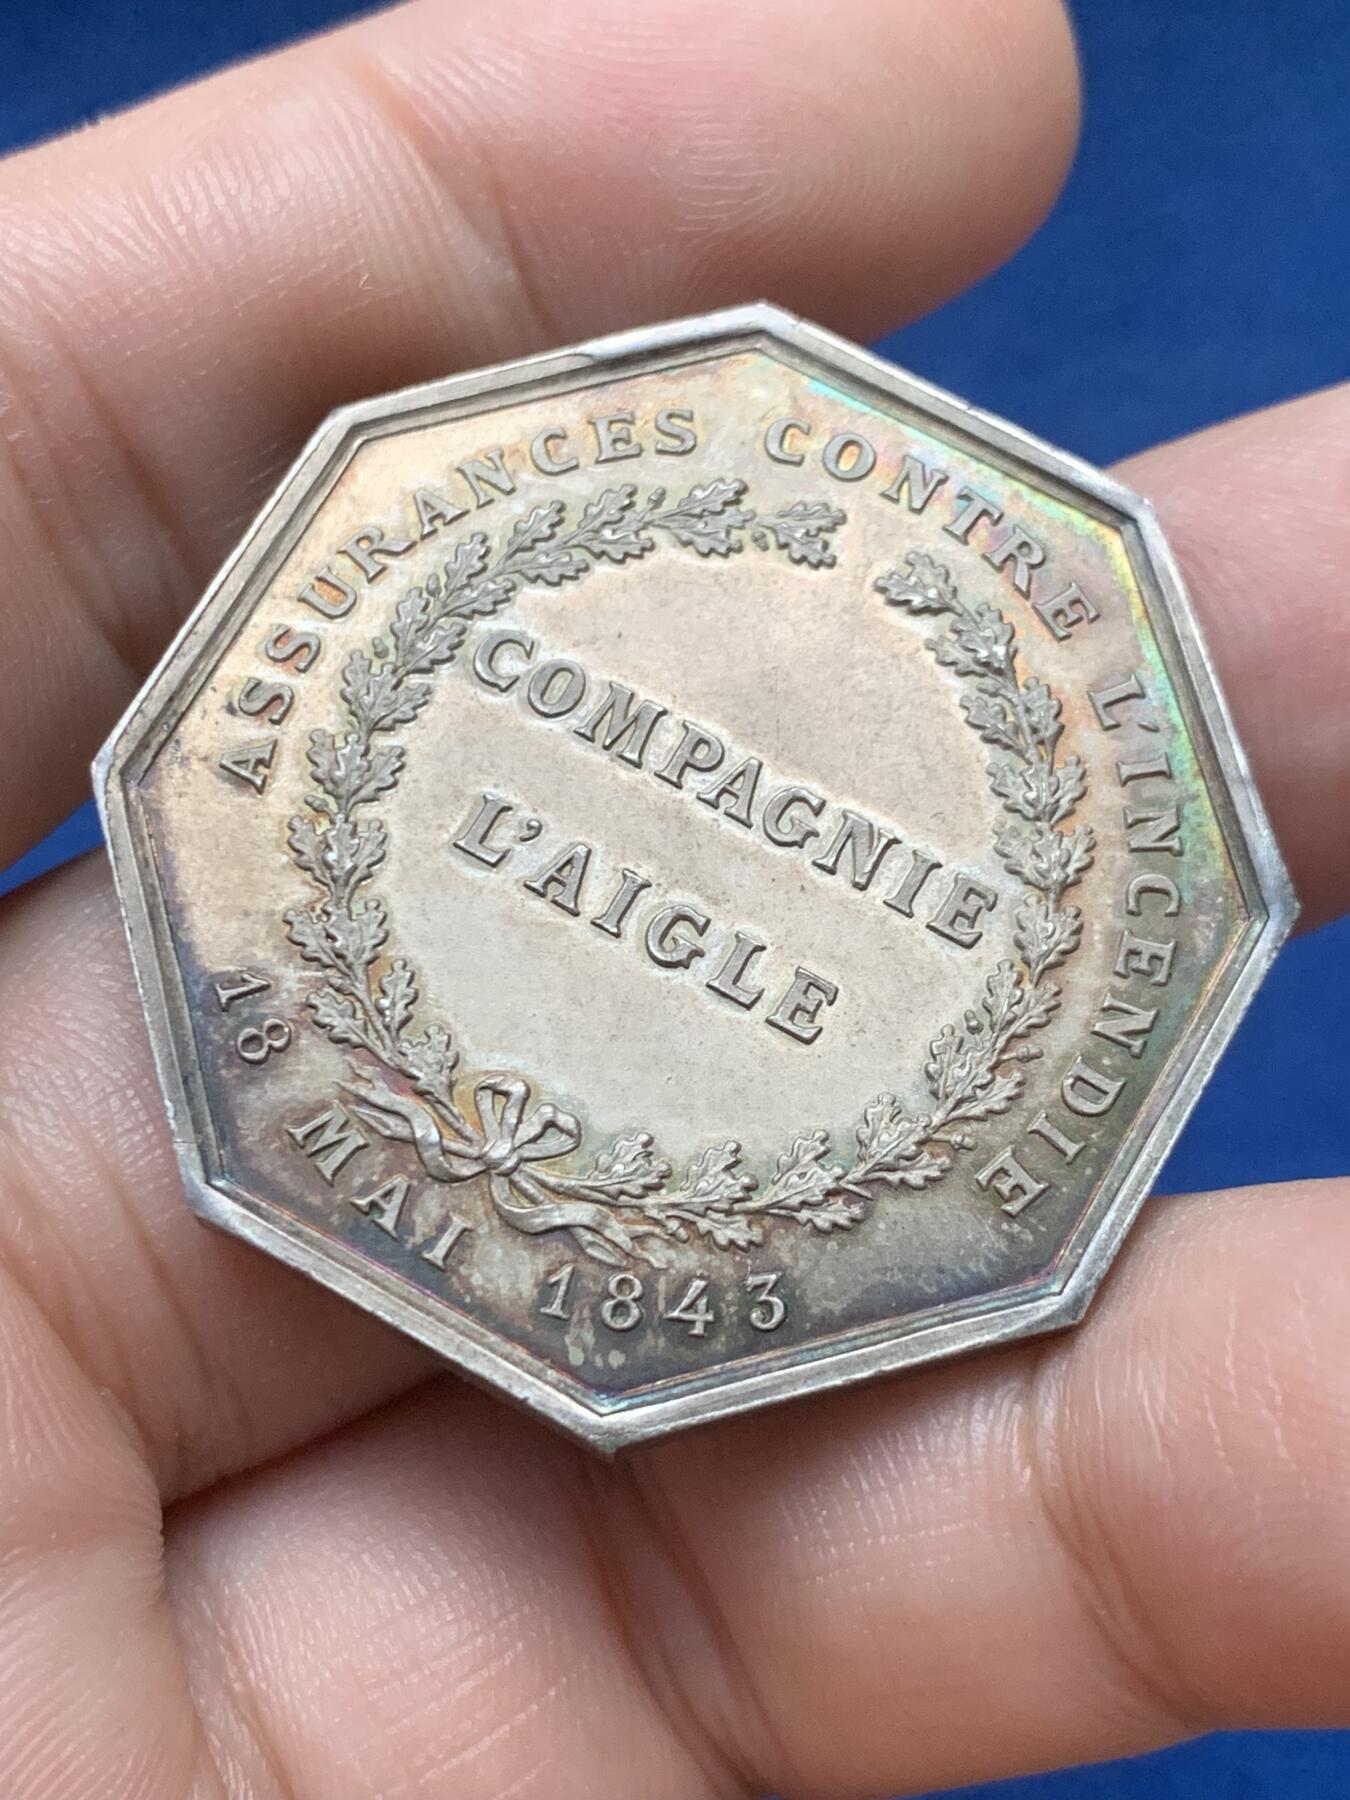 ASSURANCES CONTRE L'INCENDIE
COMPAGNIE
L'AIGLE
18 MAI 1843